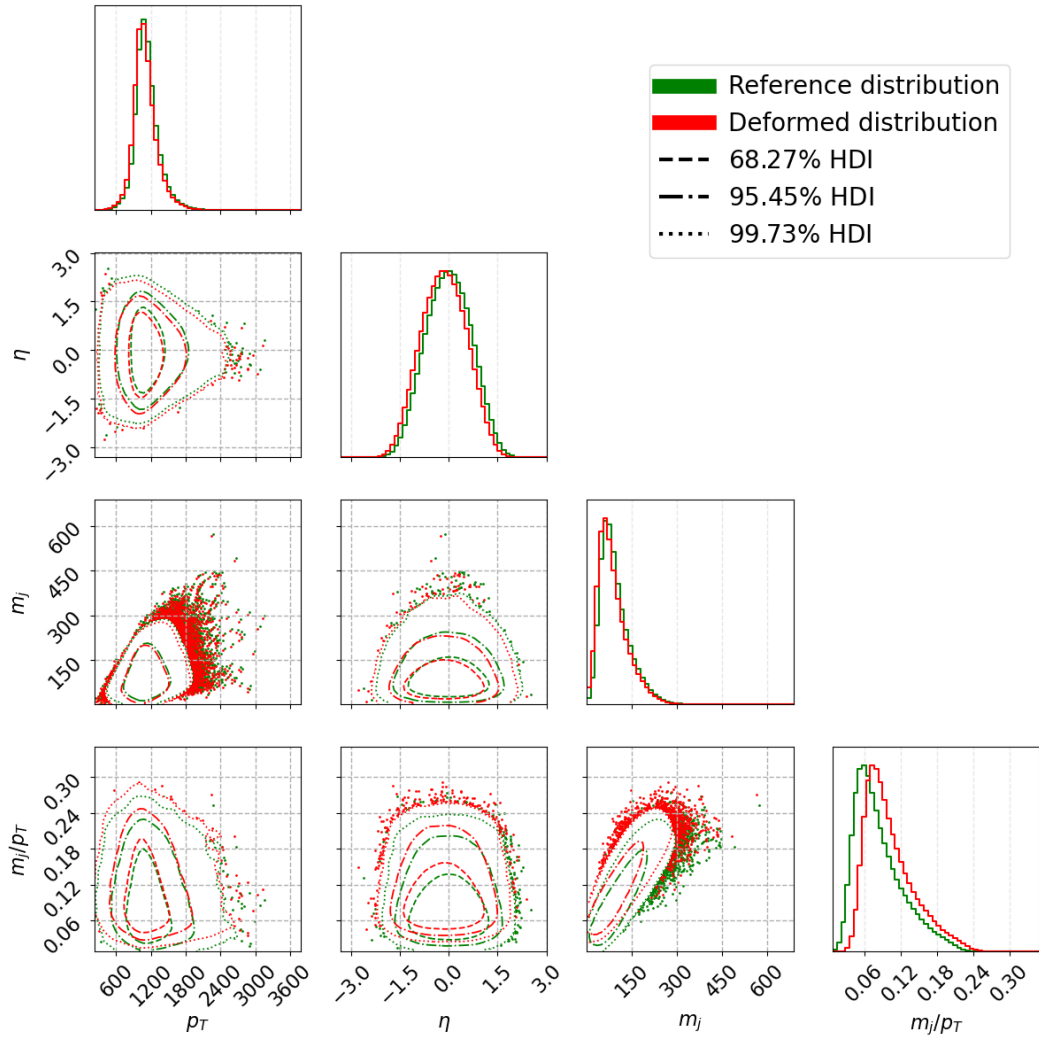 Reference distribution
Deformed distribution
68.27% HDI
95.45% HDI
99.73% HDI
η
3.0
1.5
0.0
−1.5
−3.0
m_j
600
450
300
150
m_j/p_T
0.30
0.24
0.18
0.12
0.06
600 1200 1800 2400 3000 3600
−3.0 −1.5 0.0 1.5 3.0
150 300 450 600
0.06 0.12 0.18 0.24 0.30
p_T η m_j m_j/p_T